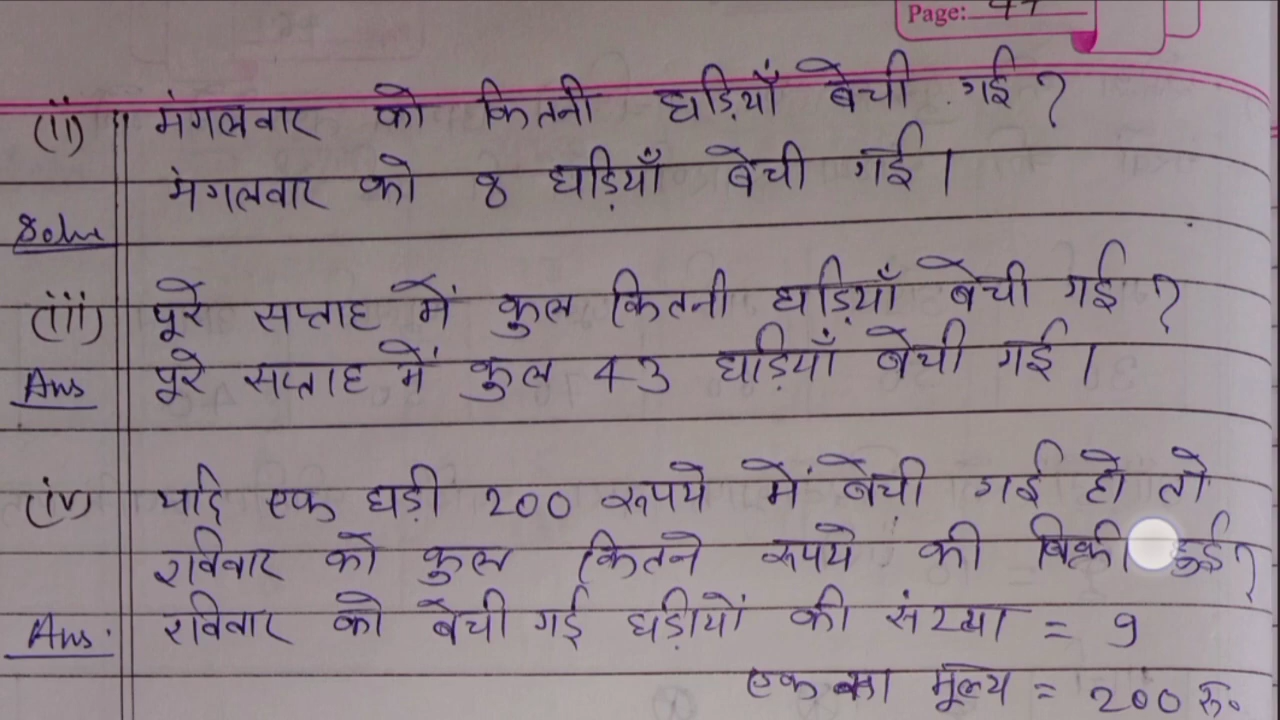 Page: 47
(ii) मंगलवार को कितनी घड़ियाँ बेची गई ?
मंगलवार को 8 घड़ियाँ बेची गई ।
Soln
(iii) पूरे सप्ताह में कुल कितनी घड़ियाँ बेची गई ?
Ans पूरे सप्ताह में कुल 43 घड़ियाँ बेची गई ।
(iv) यदि एक घड़ी 200 रूपये में बेची गई हो तो
रविवार को कुल कितने रूपये की बिक्री हुई ?
Ans. रविवार को बेची गई घड़ीयों की संख्या = 9
एक का मूल्य = 200 रु०